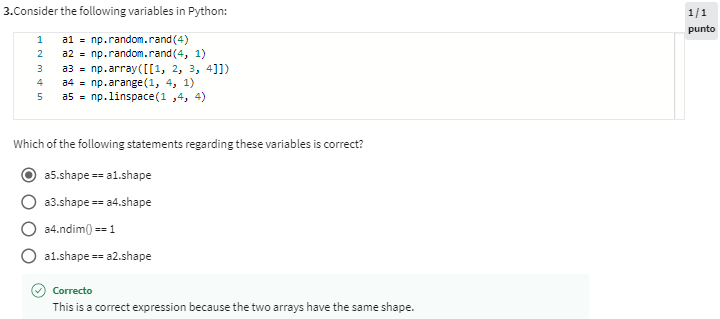 3.Consider the following variables in Python:
1/1
punto
1 a1 = np.random.rand(4)
2 a2 = np.random.rand(4, 1)
3 a3 = np.array([[1, 2, 3, 4]])
4 a4 = np.arange(1, 4, 1)
5 a5 = np.linspace(1 ,4, 4)
Which of the following statements regarding these variables is correct?
a5.shape == a1.shape
a3.shape == a4.shape
a4.ndim() == 1
a1.shape == a2.shape
Correcto
This is a correct expression because the two arrays have the same shape.